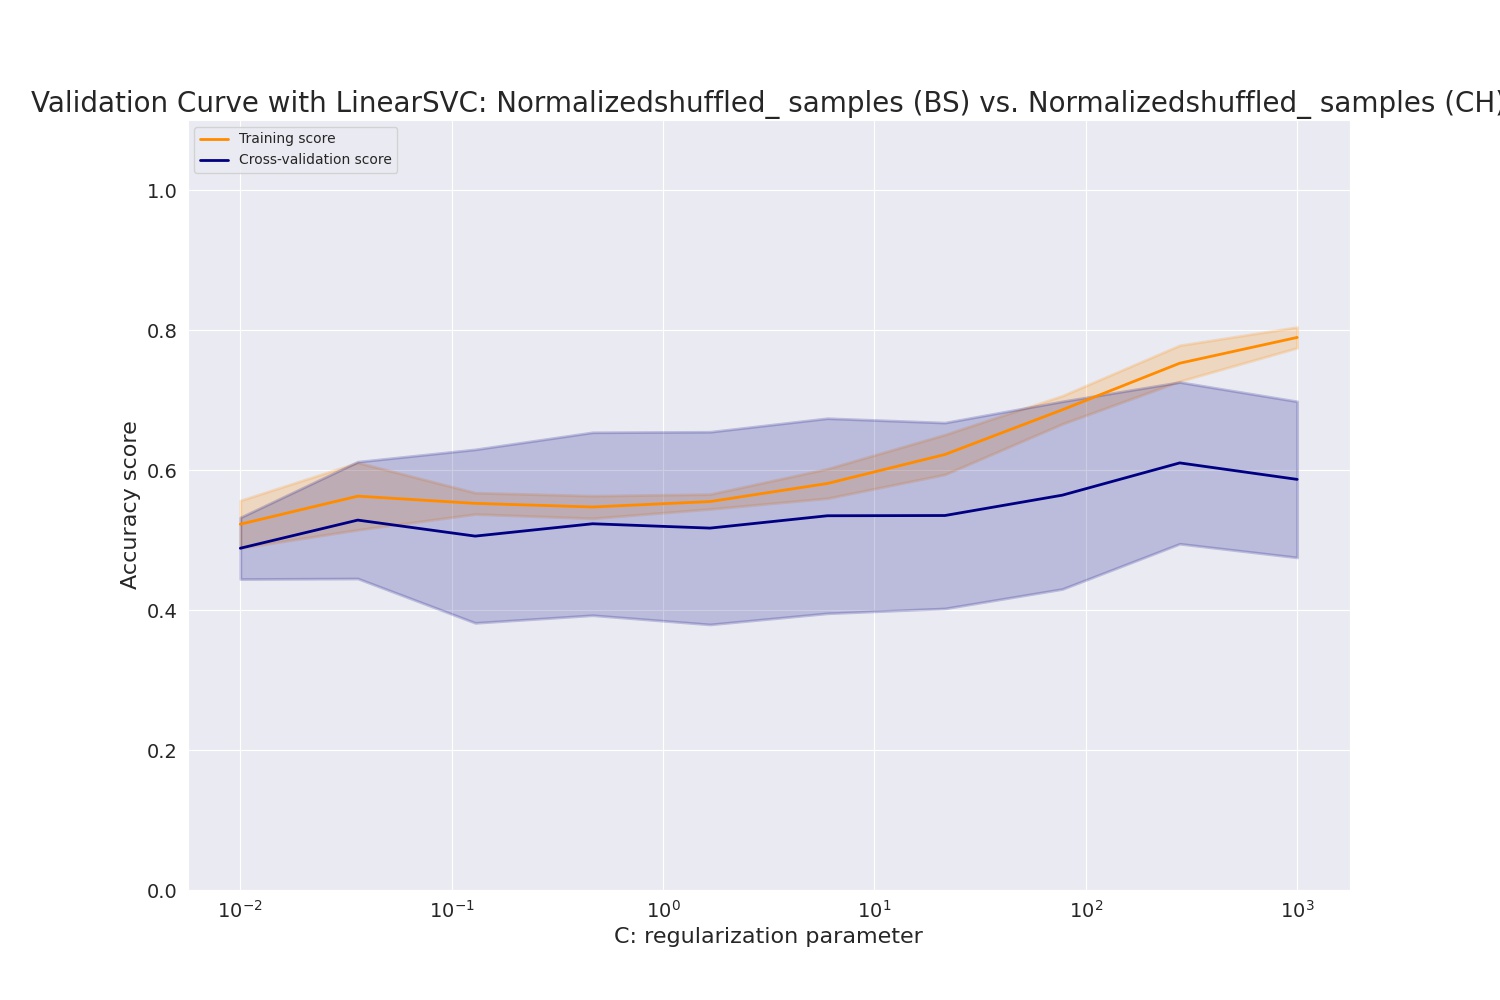 Validation Curve with LinearSVC: Normalizedshuffled_ samples (BS) vs. Normalizedshuffled_ samples (CH)
Training score
Cross-validation score
1.0
0.8
0.6
0.4
0.2
0.0
Accuracy score
10⁻² 10⁻¹ 10⁰ 10¹ 10² 10³
C: regularization parameter